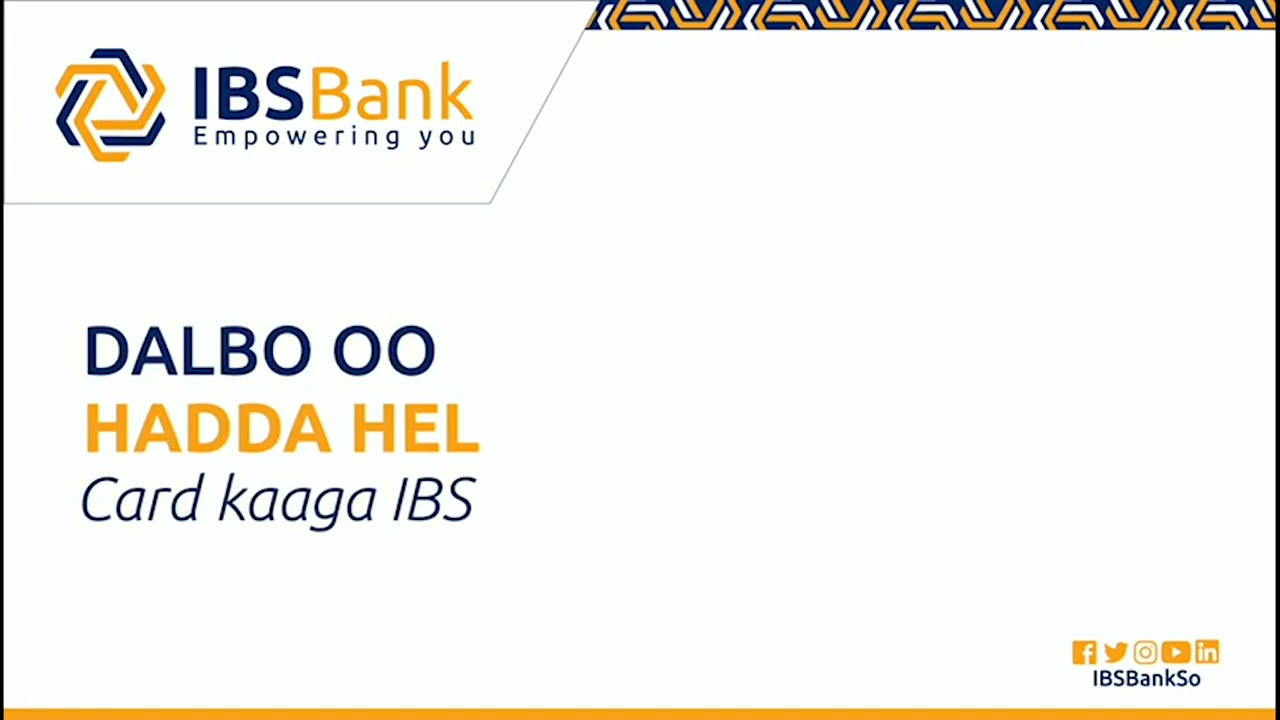 IBSBank
Empowering you
DALBO OO
HADDA HEL
Card kaaga IBS
IBSBankSo